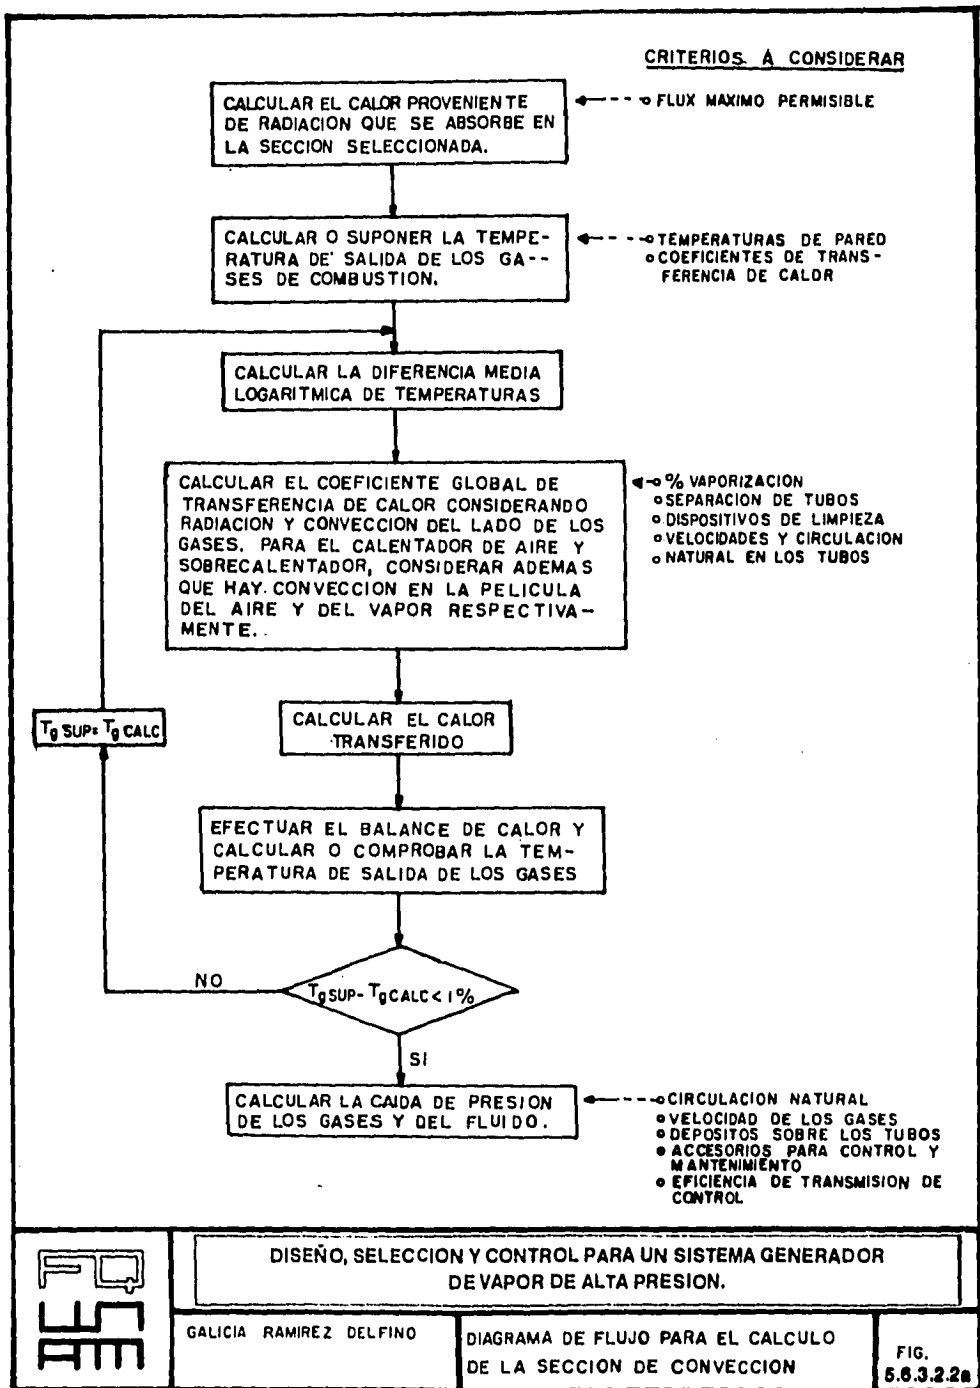 CRITERIOS A CONSIDERAR
CALCULAR EL CALOR PROVENIENTE
DE RADIACION QUE SE ABSORBE EN
LA SECCION SELECCIONADA.
FLUX MAXIMO PERMISIBLE
CALCULAR O SUPONER LA TEMPE-
RATURA DE' SALIDA DE LOS GA--
SES DE COMBUSTION.
TEMPERATURAS DE PARED
COEFICIENTES DE TRANS-
FERENCIA DE CALOR
CALCULAR LA DIFERENCIA MEDIA
LOGARITMICA DE TEMPERATURAS
CALCULAR EL COEFICIENTE GLOBAL DE
TRANSFERENCIA DE CALOR CONSIDERANDO
RADIACION Y CONVECCION DEL LADO DE LOS
GASES. PARA EL CALENTADOR DE AIRE Y
SOBRECALENTADOR, CONSIDERAR ADEMAS
QUE HAY CONVECCION EN LA PELICULA
DEL AIRE Y DEL VAPOR RESPECTIVA-
MENTE.
% VAPORIZACIÓN
SEPARACION DE TUBOS
DISPOSITIVOS DE LIMPIEZA
VELOCIDADES Y CIRCULACION
NATURAL EN LOS TUBOS
Tg SUP= Tg CALC
CALCULAR EL CALOR
TRANSFERIDO
EFECTUAR EL BALANCE DE CALOR Y
CALCULAR O COMPROBAR LA TEM-
PERATURA DE SALIDA DE LOS GASES
NO
Tg SUP- Tg CALC < 1%
SI
CALCULAR LA CAIDA DE PRESION
DE LOS GASES Y DEL FLUIDO.
CIRCULACION NATURAL
VELOCIDAD DE LOS GASES
DEPOSITOS SOBRE LOS TUBOS
ACCESORIOS PARA CONTROL Y
MANTENIMIENTO
EFICIENCIA DE TRANSMISION DE
CONTROL
FQ
UN
AM
DISEÑO, SELECCION Y CONTROL PARA UN SISTEMA GENERADOR
DE VAPOR DE ALTA PRESION.
GALICIA RAMIREZ DELFINO
DIAGRAMA DE FLUJO PARA EL CALCULO
DE LA SECCION DE CONVECCION
FIG.
5.6.3.2.2a